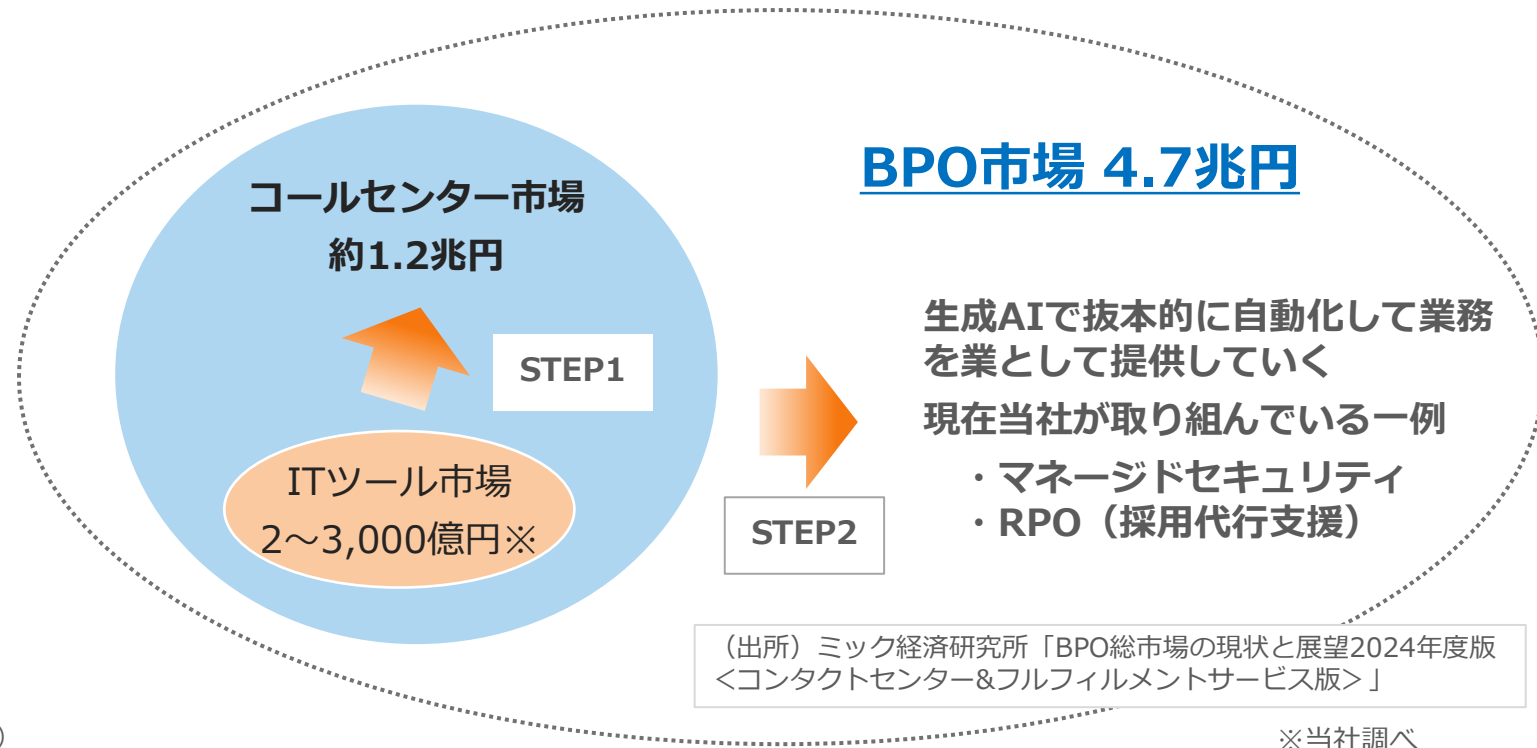 コールセンター市場
約1.2兆円
STEP1
ITツール市場
2～3,000億円※
BPO市場 4.7兆円
生成AIで抜本的に自動化して業務
を業として提供していく
現在当社が取り組んでいる一例
・マネージドセキュリティ
・RPO（採用代行支援）
STEP2
（出所）ミック経済研究所「BPO総市場の現状と展望2024年度版
＜コンタクトセンター&フルフィルメントサービス版＞」
）
※当社調べ